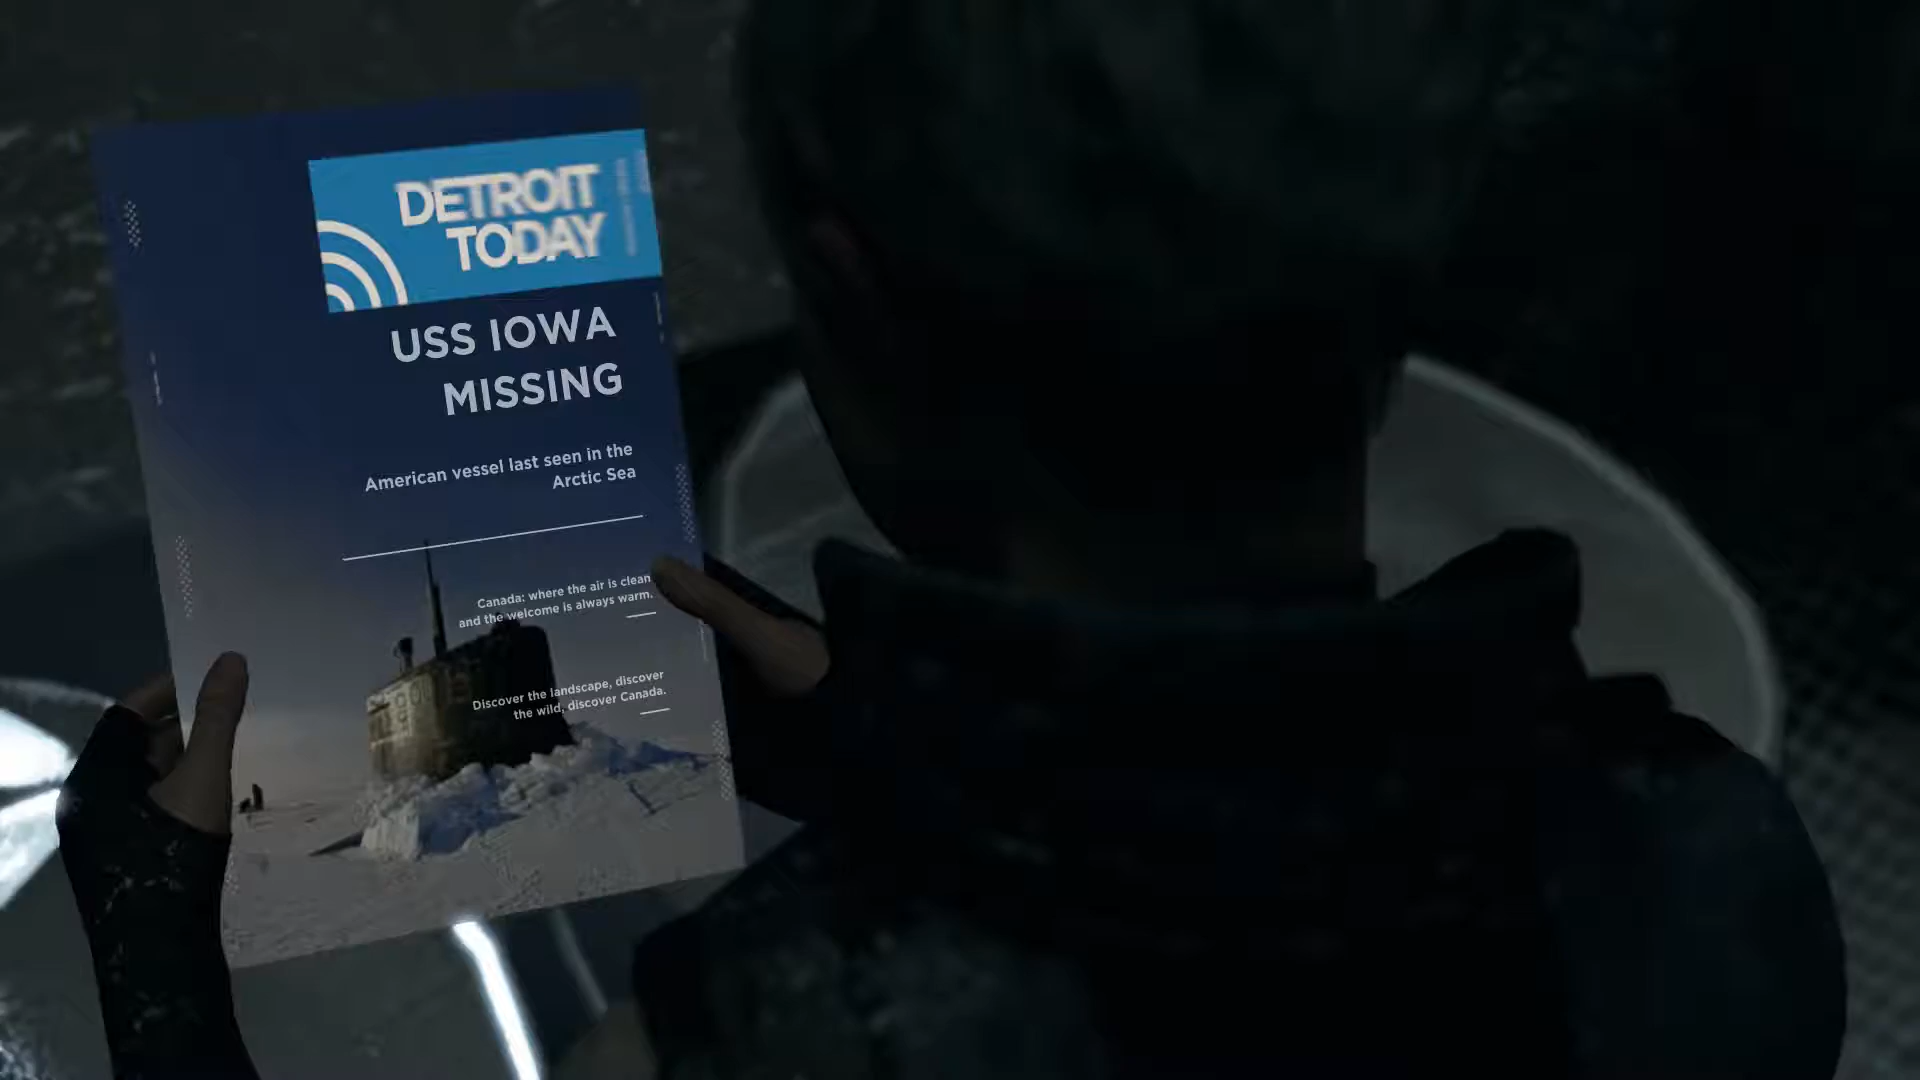 DETROIT
TODAY
USS IOWA
MISSING
American vessel last seen in the
Arctic Sea
Canada: where the air is clean
and the welcome is always warm.
Discover the landscape, discover
the wild, discover Canada.